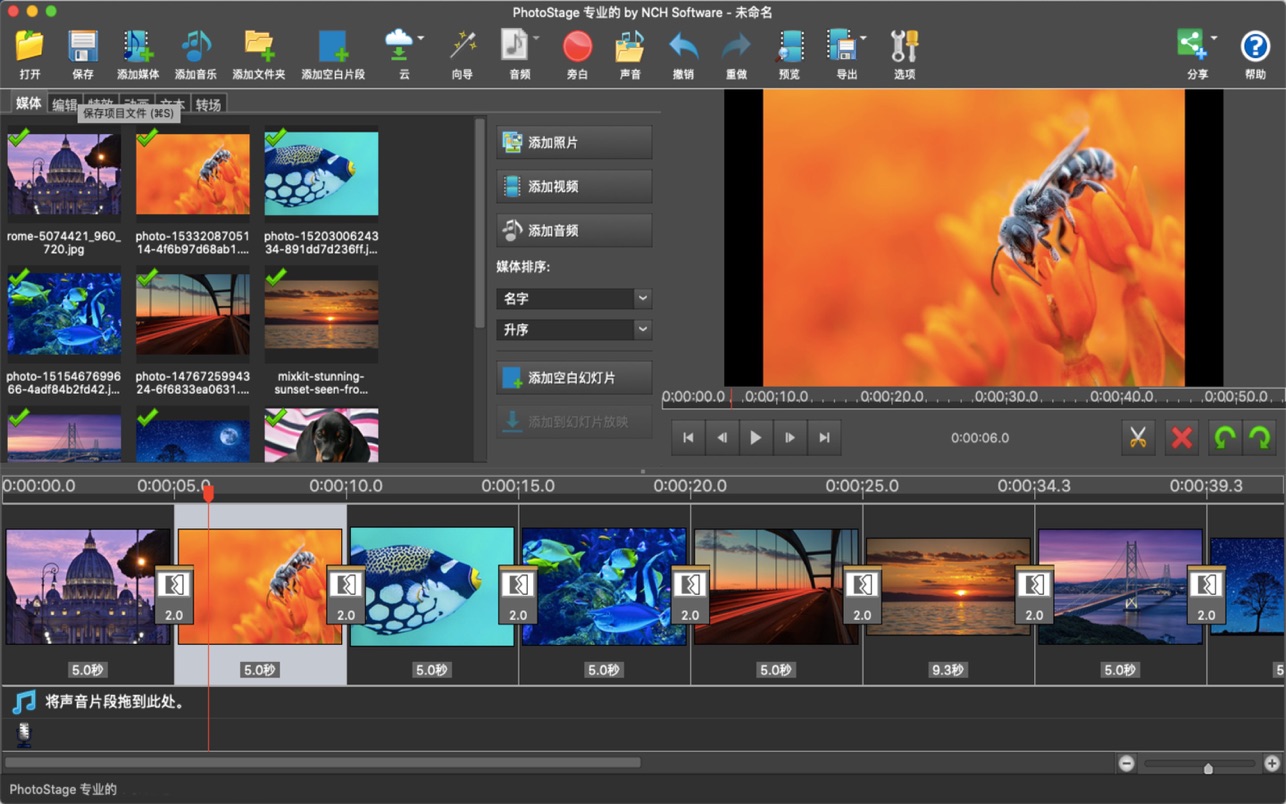 PhotoStage 专业的 by NCH Software - 未命名
打开 保存 添加媒体 添加音乐 添加文件夹 添加空白片段 云 向导 音频 旁白 声音 撤销 重做 预览 导出 选项 分享 帮助
媒体 编辑 特效 动画 文本 转场
保存项目文件 (⌘S)
rome-5074421_960_
720.jpg
photo-15332087051
14-4f6b97d68ab1....
photo-15203006243
34-891dd7d236ff.j...
photo-15154676996
66-4adf84b2fd42.j...
photo-14767259943
24-6f6833ea0631....
mixkit-stunning-
sunset-seen-fro...
添加照片
添加视频
添加音频
媒体排序:
名字
升序
添加空白幻灯片
添加到幻灯片放映
0:00:00.0 0:00;10.0 0:00;20.0 0:00;30.0 0:00;40.0 0:00;50.0
0:00:06.0
0:00:00.0 0:00;05.0 0:00;10.0 0:00;15.0 0:00;20.0 0:00;25.0 0:00;34.3 0:00;39.3
2.0 2.0 2.0 2.0 2.0 2.0 2.0
5.0秒 5.0秒 5.0秒 5.0秒 5.0秒 9.3秒 5.0秒 5
将声音片段拖到此处。
PhotoStage 专业的